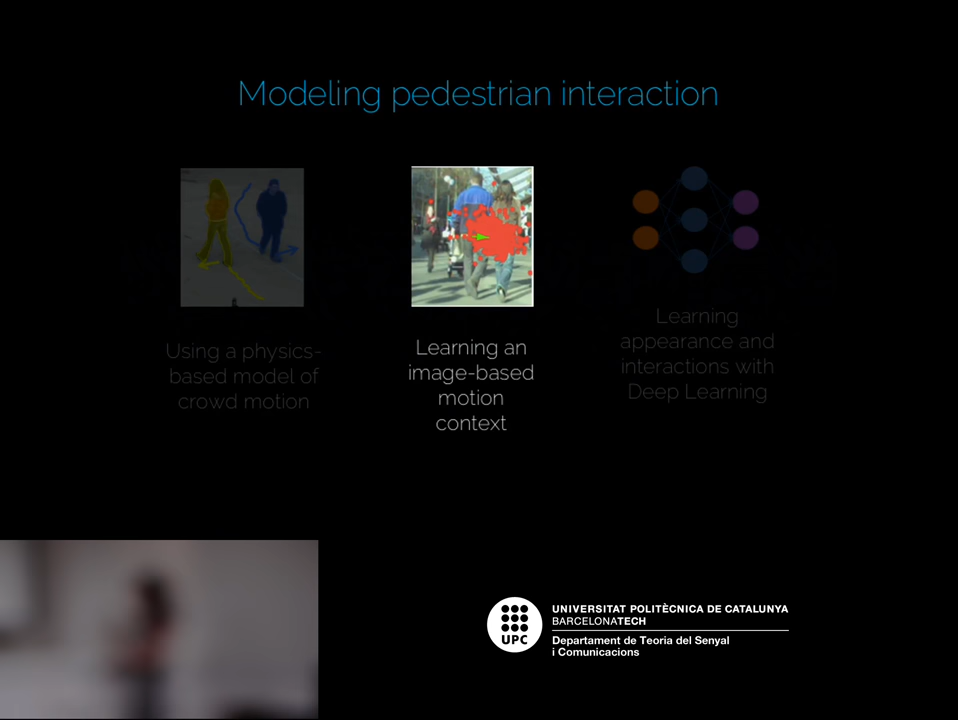 Modeling pedestrian interaction
Using a physics-
based model of
crowd motion
Learning an
image-based
motion
context
Learning
appearance and
interactions with
Deep Learning
UPC
UNIVERSITAT POLITÈCNICA DE CATALUNYA
BARCELONATECH
Departament de Teoria del Senyal
i Comunicacions